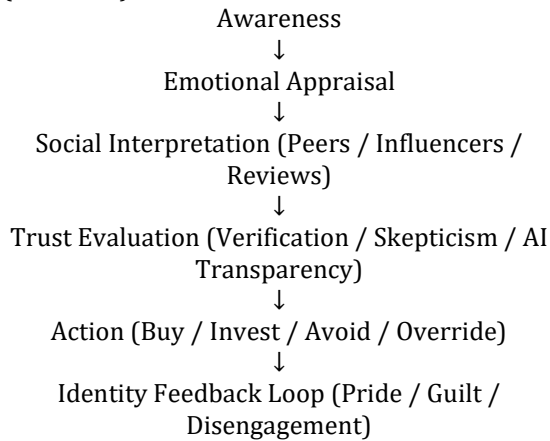 Awareness
↓
Emotional Appraisal
↓
Social Interpretation (Peers / Influencers /
Reviews)
↓
Trust Evaluation (Verification / Skepticism / AI
Transparency)
↓
Action (Buy / Invest / Avoid / Override)
↓
Identity Feedback Loop (Pride / Guilt /
Disengagement)